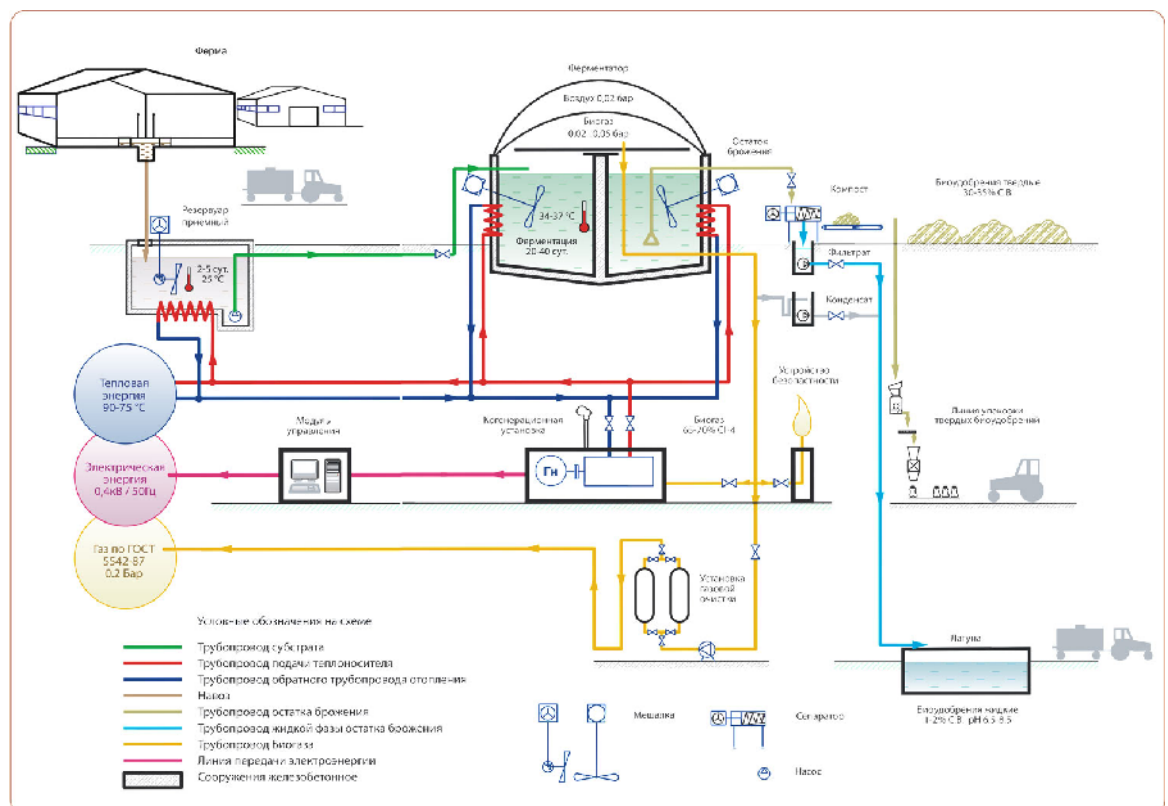 Ферма
Ферментатор
Воздух 0,02 бар
Биогаз
0,02 0,05 бар
Остаток
брожения
Компост
Биоудобрения твердые
30-35% С.В.
Резервуар
приемный
34-37 °C
Ферментация
20-40 сут.
2-5 сут.
25 °C
Фильтрат
Конденсат
Тепловая
энергия
90-75 °C
Модуль
управления
Когенерационная
установка
Биогаз
Устройство
безопастности
Линия упаковки
твердых биоудобрений
Электрическая
энергия
0,4кВ / 50Гц
Гн
Газ по ГОСТ
5542-87
0.2 Бар
Установка
газовой
очистки
Условные обозначения на схеме
Трубопровод субстрата
Трубопровод подачи теплоносителя
Трубопровод обратного трубопровода отопления
Навоз
Трубопровод остатка брожения
Трубопровод жидкой фазы остатка брожения
Трубопровод биогаза
Линия передачи электроэнергии
Сооружения железобетонное
Мешалка
Сепаратор
Насос
Лагуна
Биоудобрения жидкие
1-2% С.В. pH 6.5-8.5